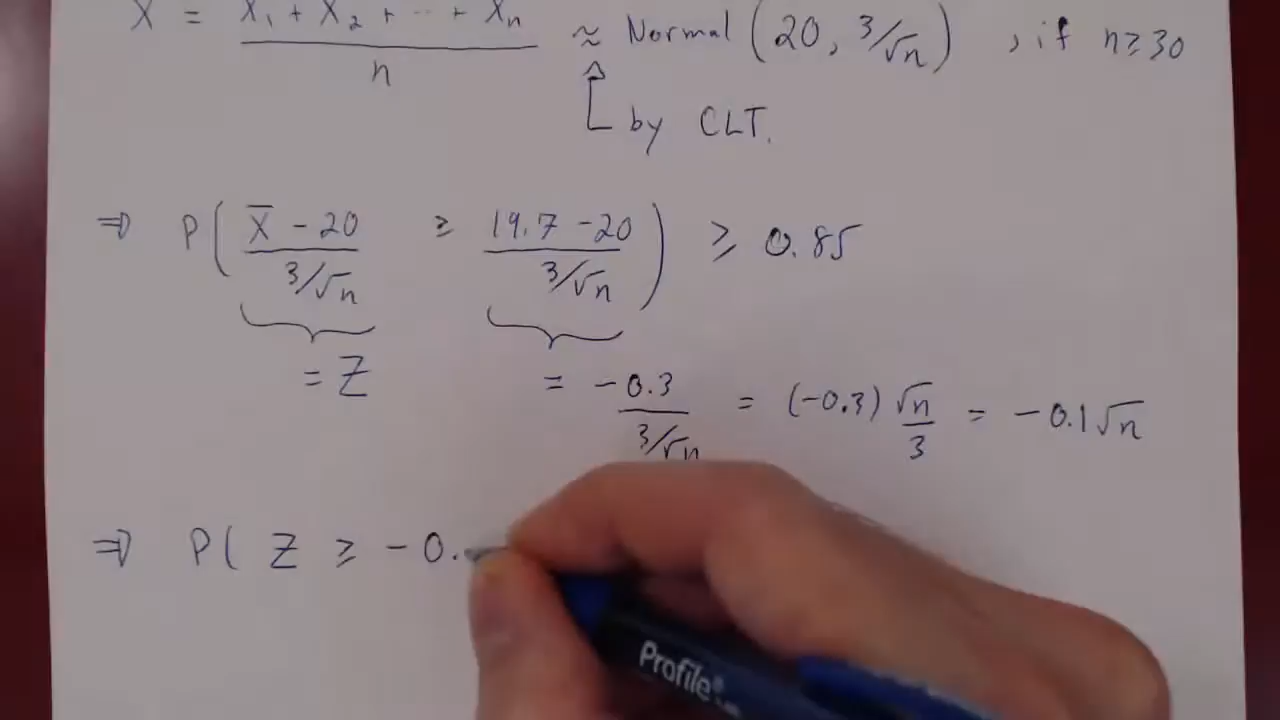 X̄ = X₁ + X₂ + ⋯ + Xₙ / n ≈ Normal (20, 3/√n) , if n ≥ 30
by CLT.
⇒ P( X̄ - 20 / 3/√n ≥ 19.7 - 20 / 3/√n ) ≥ 0.85
= Z = -0.3 / 3/√n = (-0.3) √n / 3 = -0.1√n
⇒ P( Z ≥ -0.
Profile